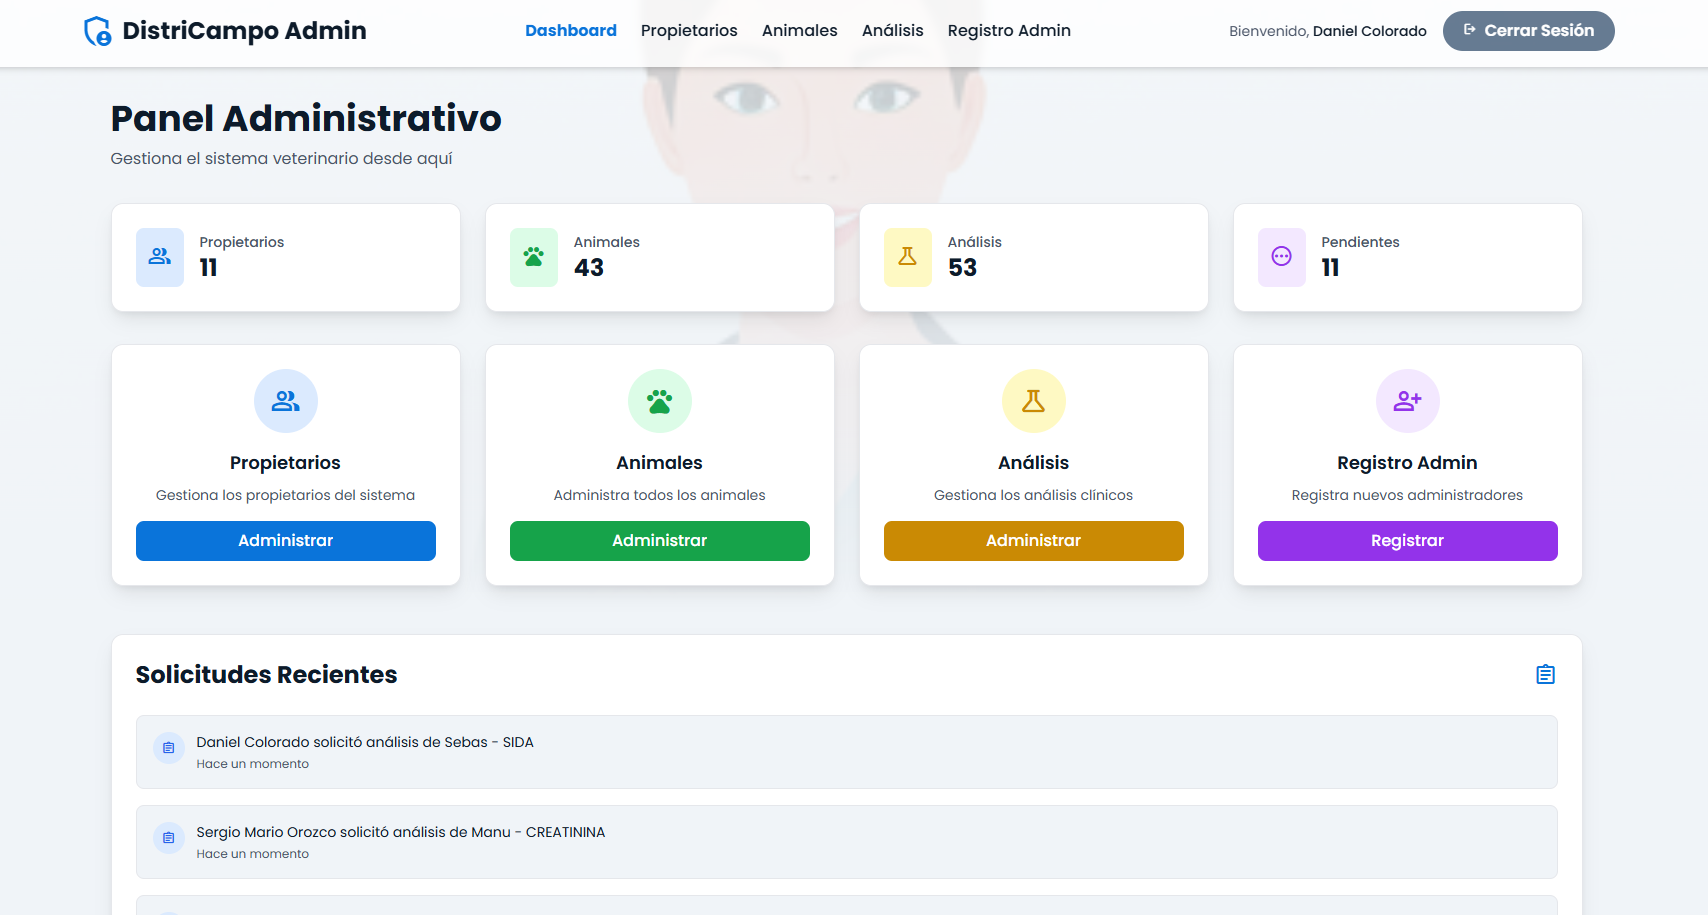 DistriCampo Admin
Dashboard Propietarios Animales Análisis Registro Admin
Bienvenido, Daniel Colorado
Cerrar Sesión
Panel Administrativo
Gestiona el sistema veterinario desde aquí
Propietarios
11
Animales
43
Análisis
53
Pendientes
11
Propietarios
Gestiona los propietarios del sistema
Administrar
Animales
Administra todos los animales
Administrar
Análisis
Gestiona los análisis clínicos
Administrar
Registro Admin
Registra nuevos administradores
Registrar
Solicitudes Recientes
Daniel Colorado solicitó análisis de Sebas - SIDA
Hace un momento
Sergio Mario Orozco solicitó análisis de Manu - CREATININA
Hace un momento